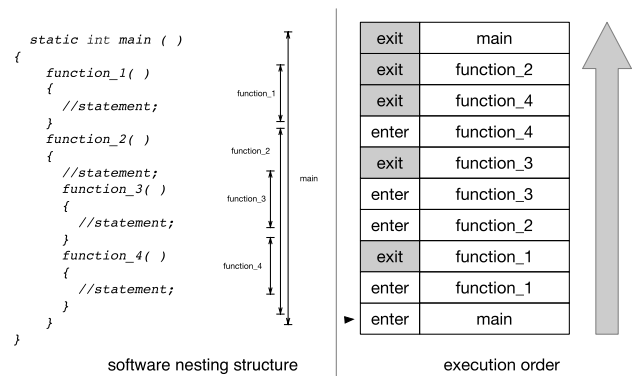 static int main ( )
{
function_1( )
{
//statement;
}
function_2( )
{
//statement;
function_3( )
{
//statement;
}
function_4( )
{
//statement;
}
}
}
function_1
function_2
function_3
function_4
main
software nesting structure
exit main
exit function_2
exit function_4
enter function_4
exit function_3
enter function_3
enter function_2
exit function_1
enter function_1
enter main
execution order